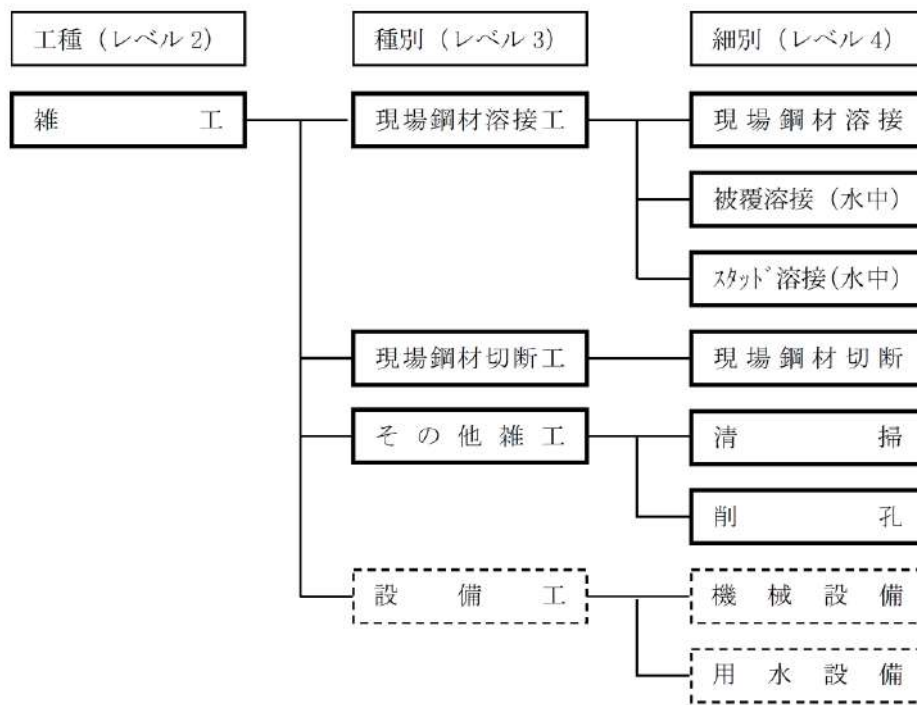 工種（レベル2） 種別（レベル3） 細別（レベル4）
雑工 現場鋼材溶接工 現場鋼材溶接
被覆溶接（水中）
ｽﾀｯﾄﾞ溶接(水中)
現場鋼材切断工 現場鋼材切断
その他雑工 清掃
削孔
設備工 機械設備
用水設備